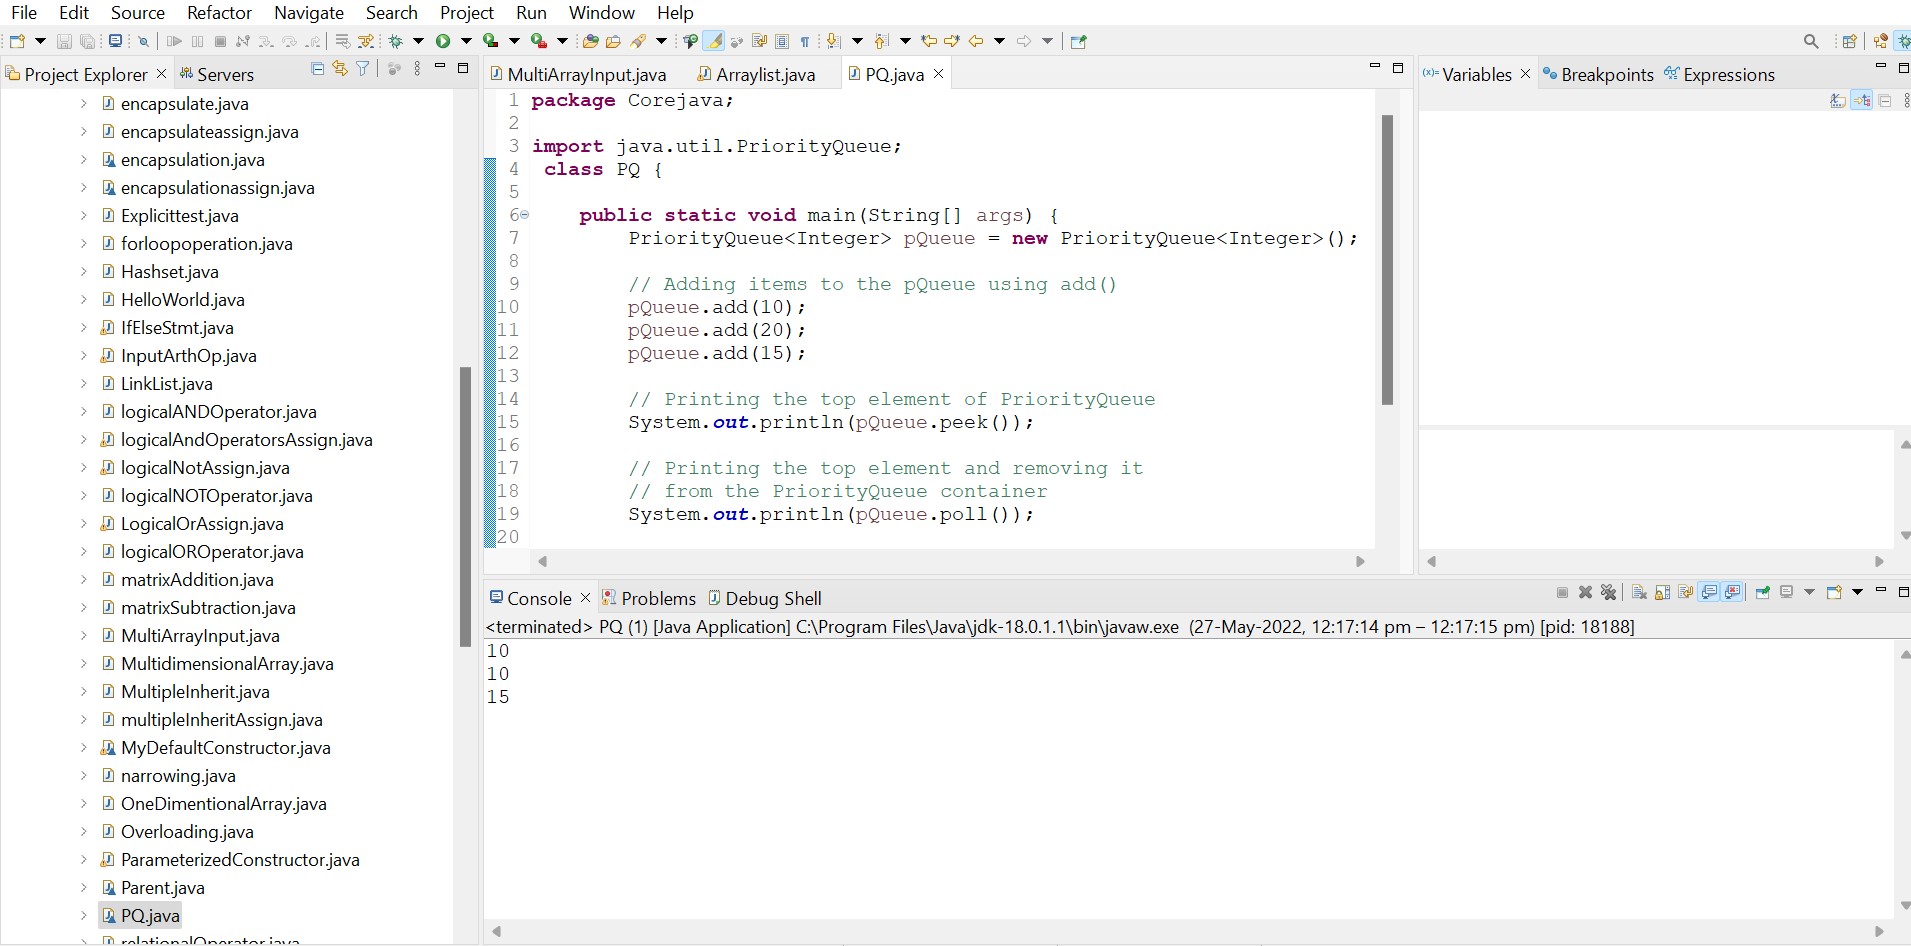 File Edit Source Refactor Navigate Search Project Run Window Help
Project Explorer
Servers
encapsulate.java
encapsulateassign.java
encapsulation.java
encapsulationassign.java
Explicittest.java
forloopoperation.java
Hashset.java
HelloWorld.java
IfElseStmt.java
InputArthOp.java
LinkList.java
logicalANDOperator.java
logicalAndOperatorsAssign.java
logicalNotAssign.java
logicalNOTOperator.java
LogicalOrAssign.java
logicalOROperator.java
matrixAddition.java
matrixSubtraction.java
MultiArrayInput.java
MultidimensionalArray.java
MultipleInherit.java
multipleInheritAssign.java
MyDefaultConstructor.java
narrowing.java
OneDimentionalArray.java
Overloading.java
ParameterizedConstructor.java
Parent.java
PQ.java
relationalOperator.java
MultiArrayInput.java Arraylist.java PQ.java
1 package Corejava;
2
3 import java.util.PriorityQueue;
4 class PQ {
5
6 public static void main(String[] args) {
7 PriorityQueue<Integer> pQueue = new PriorityQueue<Integer>();
8
9 // Adding items to the pQueue using add()
10 pQueue.add(10);
11 pQueue.add(20);
12 pQueue.add(15);
13
14 // Printing the top element of PriorityQueue
15 System.out.println(pQueue.peek());
16
17 // Printing the top element and removing it
18 // from the PriorityQueue container
19 System.out.println(pQueue.poll());
20
(x)= Variables Breakpoints Expressions
Console Problems Debug Shell
<terminated> PQ (1) [Java Application] C:\Program Files\Java\jdk-18.0.1.1\bin\javaw.exe (27-May-2022, 12:17:14 pm – 12:17:15 pm) [pid: 18188]
10
10
15